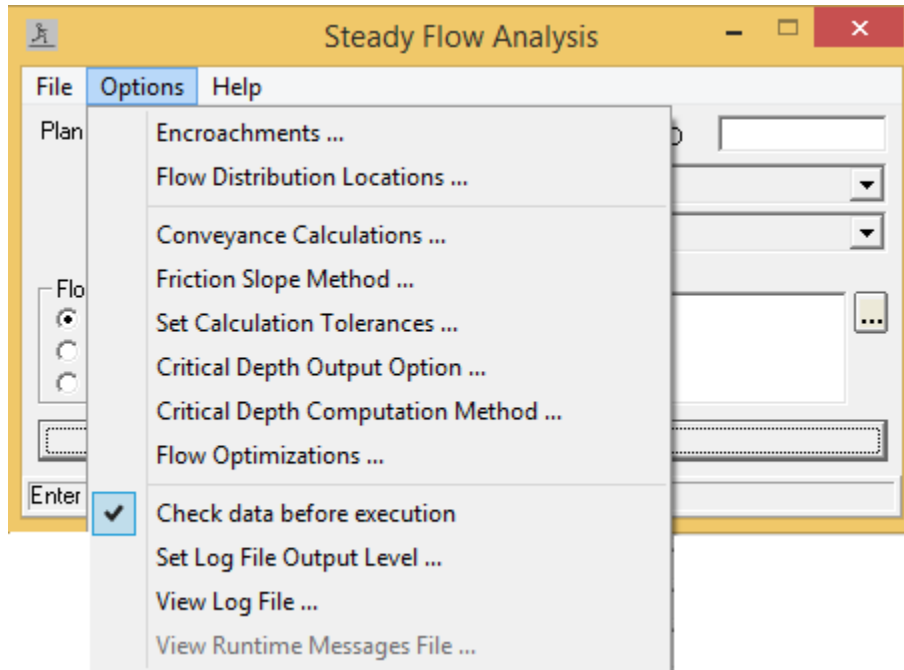 Steady Flow Analysis
File Options Help
Plan
Encroachments ...
Flow Distribution Locations ...
Conveyance Calculations ...
Friction Slope Method ...
Flo
...
Set Calculation Tolerances ...
Critical Depth Output Option ...
Critical Depth Computation Method ...
Flow Optimizations ...
Enter
Check data before execution
Set Log File Output Level ...
View Log File ...
View Runtime Messages File ...